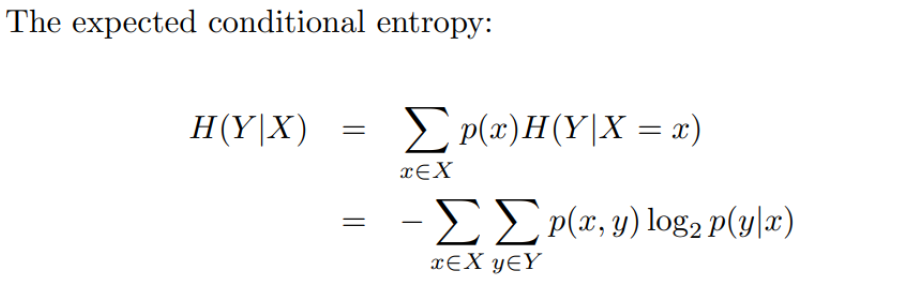 The expected conditional entropy:
H(Y|X) = ∑ p(x)H(Y|X = x)
x∈X
= − ∑ ∑ p(x, y) log₂ p(y|x)
x∈X y∈Y